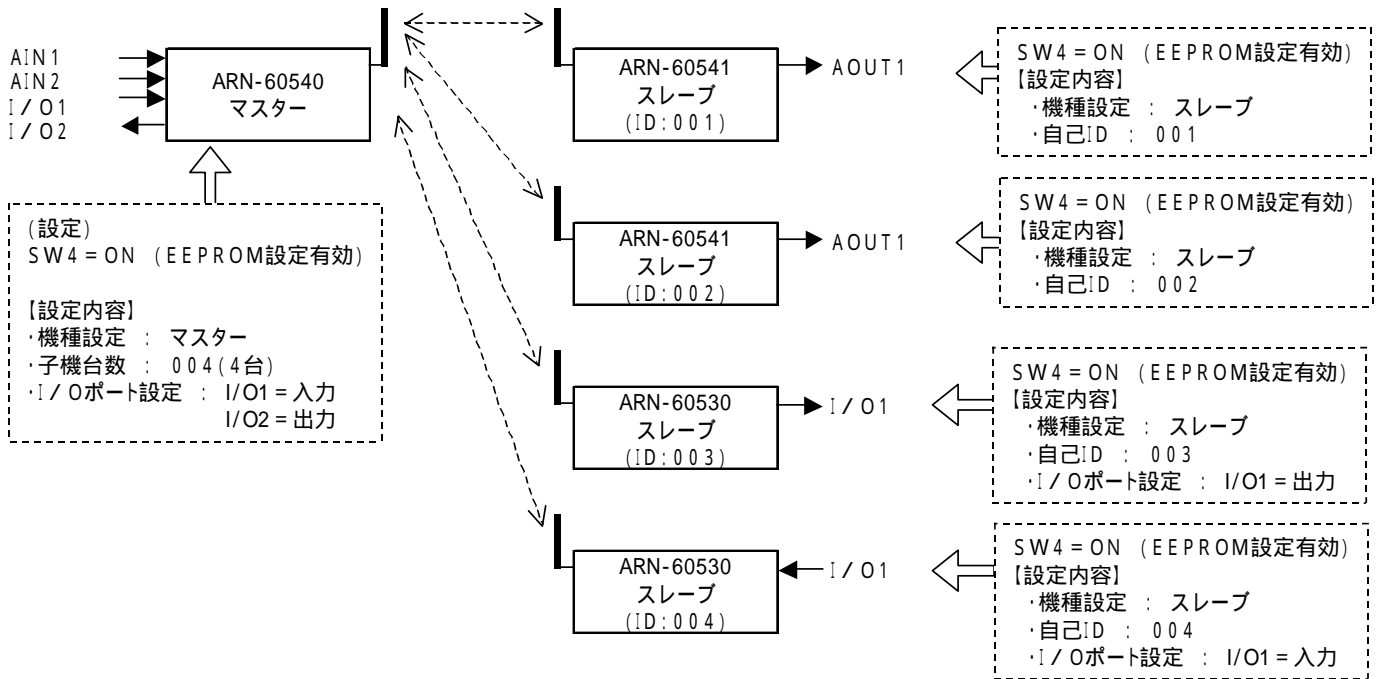 AIN1
AIN2
I/O1
I/O2
ARN-60540
マスター
(設定)
SW4=ON (EEPROM設定有効)
【設定内容】
・機種設定 : マスター
・子機台数 : 004(4台)
・I/Oポート設定 : I/O1=入力
I/O2=出力
ARN-60541
スレーブ
(ID:001)
AOUT1
SW4=ON (EEPROM設定有効)
【設定内容】
・機種設定 : スレーブ
・自己ID : 001
ARN-60541
スレーブ
(ID:002)
AOUT1
SW4=ON (EEPROM設定有効)
【設定内容】
・機種設定 : スレーブ
・自己ID : 002
ARN-60530
スレーブ
(ID:003)
I/O1
SW4=ON (EEPROM設定有効)
【設定内容】
・機種設定 : スレーブ
・自己ID : 003
・I/Oポート設定 : I/O1=出力
ARN-60530
スレーブ
(ID:004)
I/O1
SW4=ON (EEPROM設定有効)
【設定内容】
・機種設定 : スレーブ
・自己ID : 004
・I/Oポート設定 : I/O1=入力